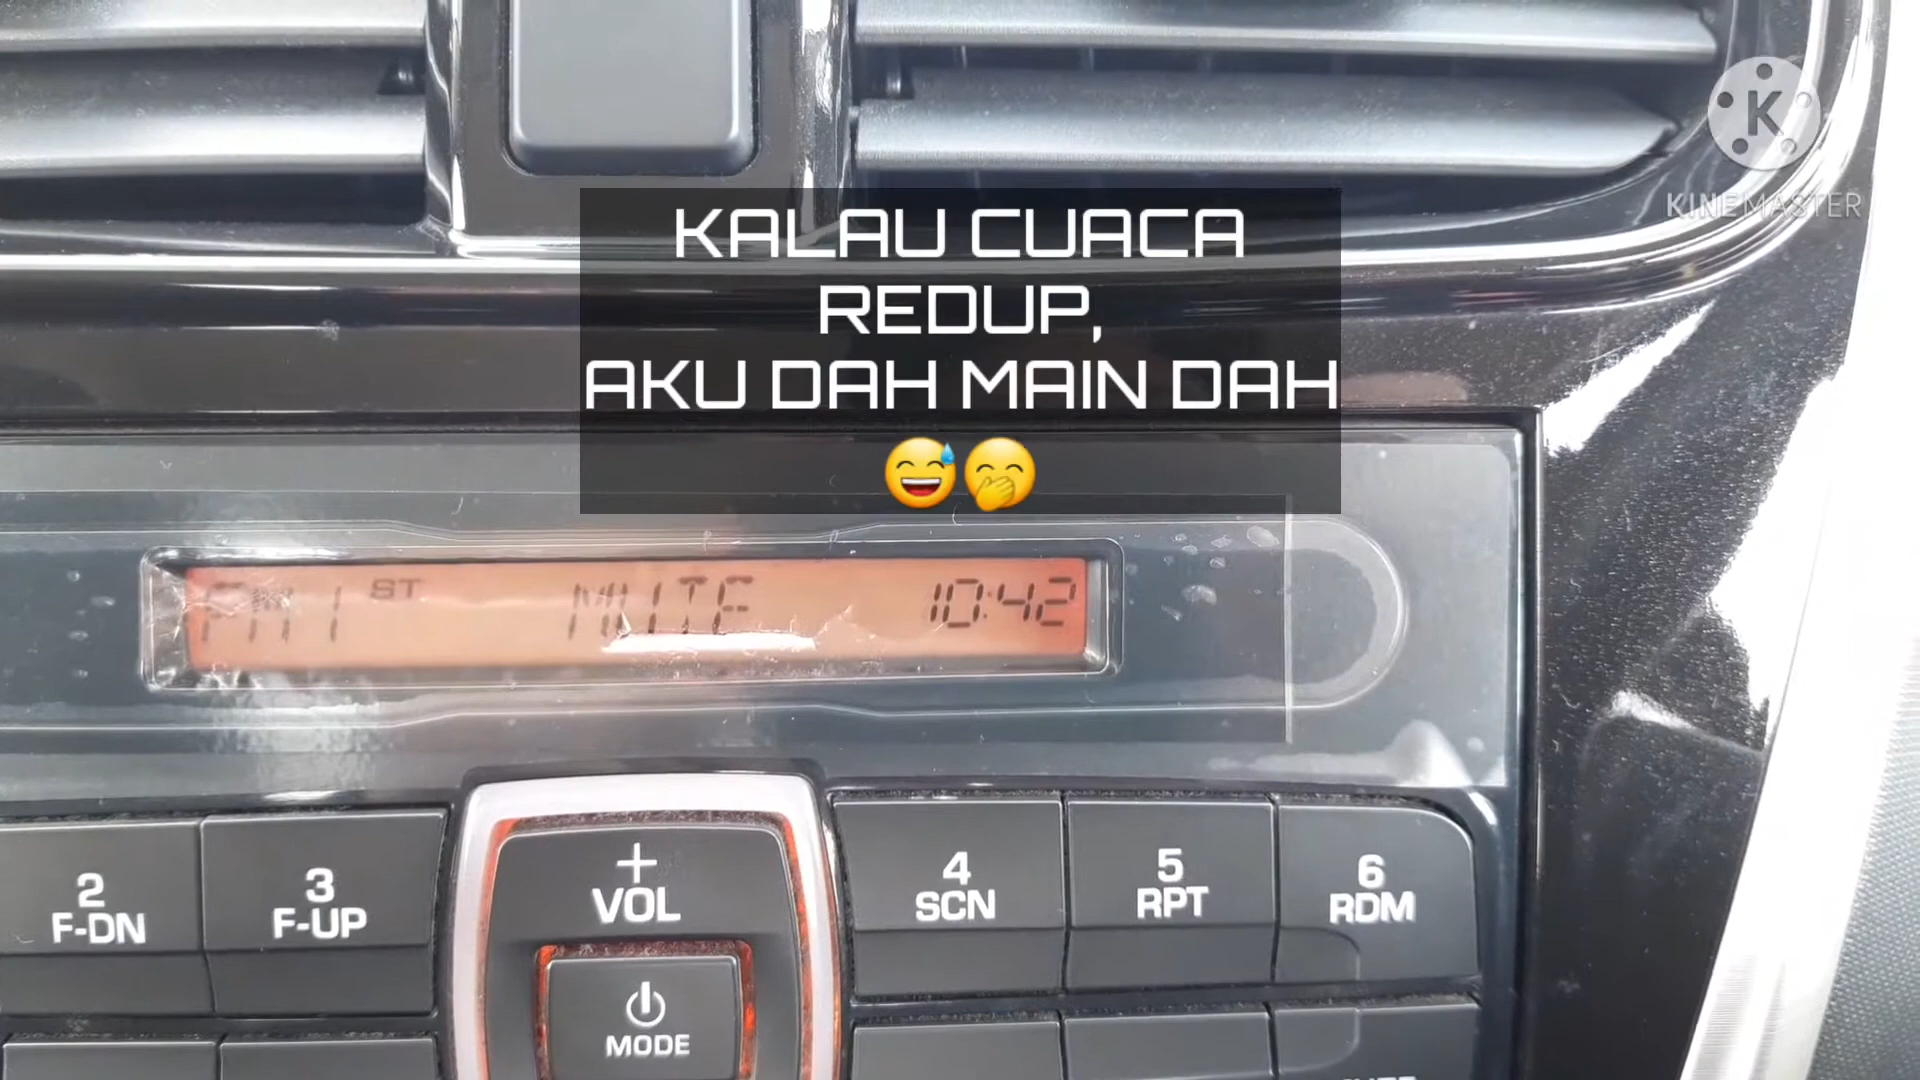 K
KINEMASTER
KALAU CUACA
REDUP,
AKU DAH MAIN DAH
😅🤭
FM1 ST MUTE 10:42
2
F-DN
3
F-UP
+
VOL
MODE
4
SCN
5
RPT
6
RDM